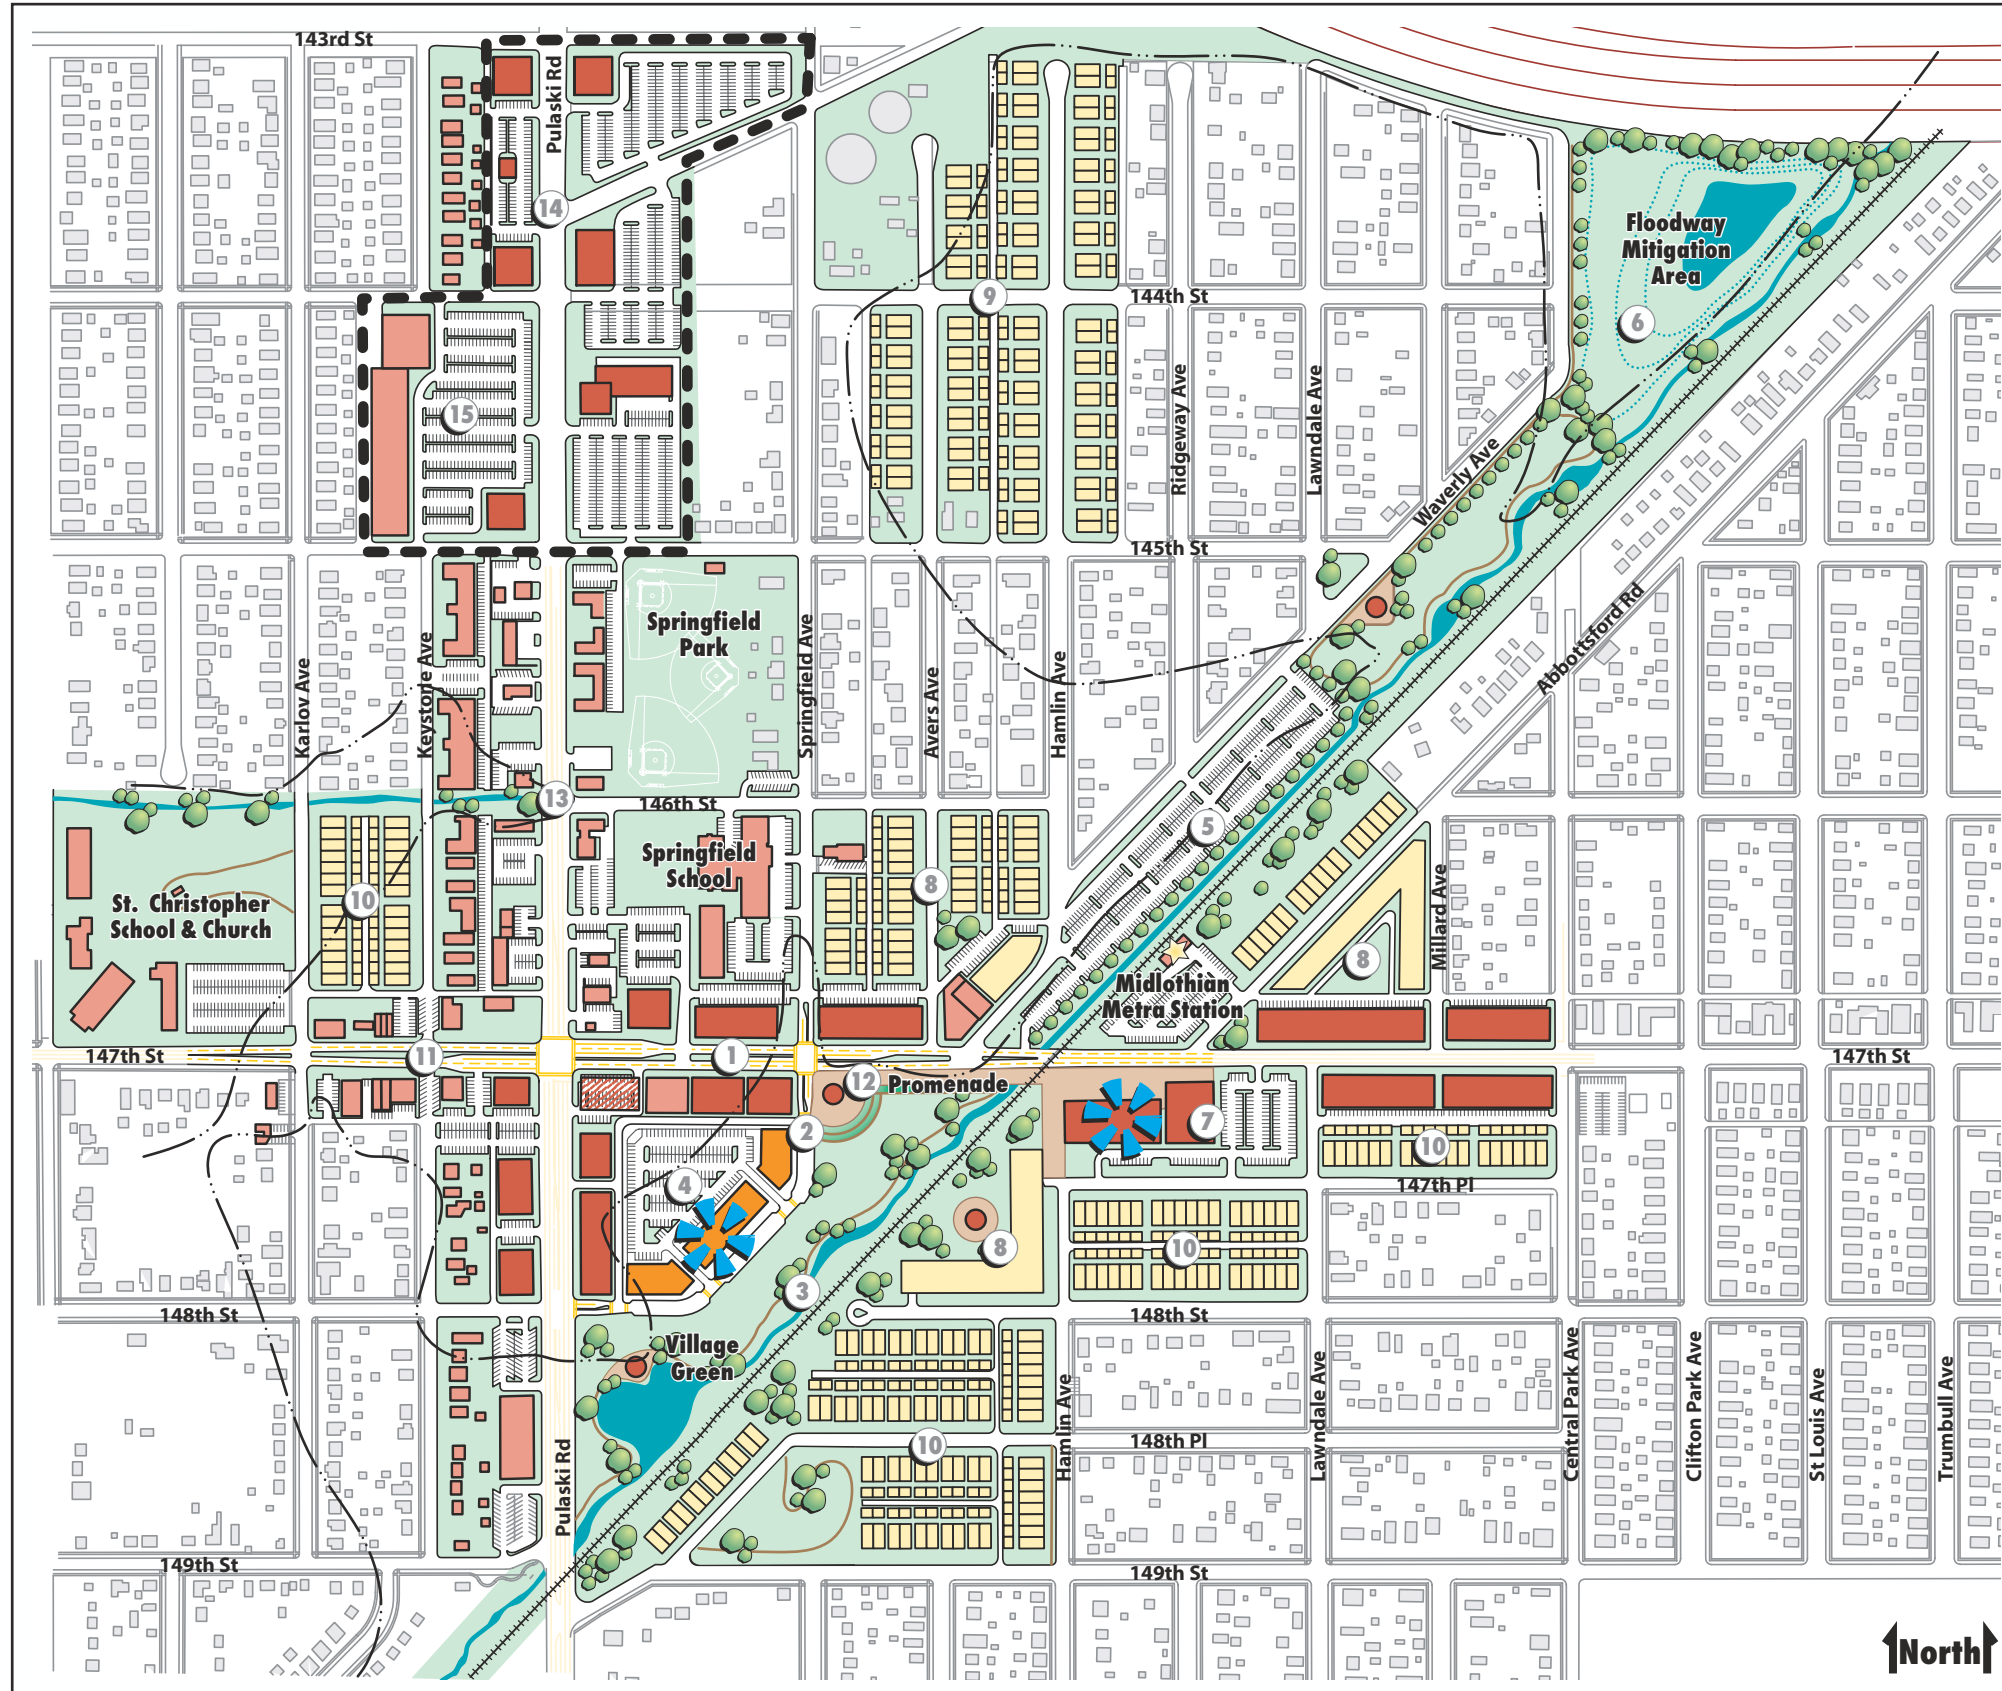 143rd St
Pulaski Rd
14
9
144th St
Floodway
Mitigation
Area
6
15
Ridgeway Ave
Lawndale Ave
Waverly Ave
145th St
Springfield
Park
Karlov Ave
Keystone Ave
Springfield Ave
Avers Ave
Hamlin Ave
Abbottsford Rd
13
146th St
5
Springfield
School
8
St. Christopher
School & Church
10
Millard Ave
8
Midlothian
Metra Station
147th St
11
1
147th St
12
Promenade
2
7
10
4
147th Pl
8
10
3
148th St
148th St
Village
Green
Pulaski Rd
10
Hamlin Ave
148th Pl
Lawndale Ave
Central Park Ave
Clifton Park Ave
St Louis Ave
Trumbull Ave
149th St
149th St
North